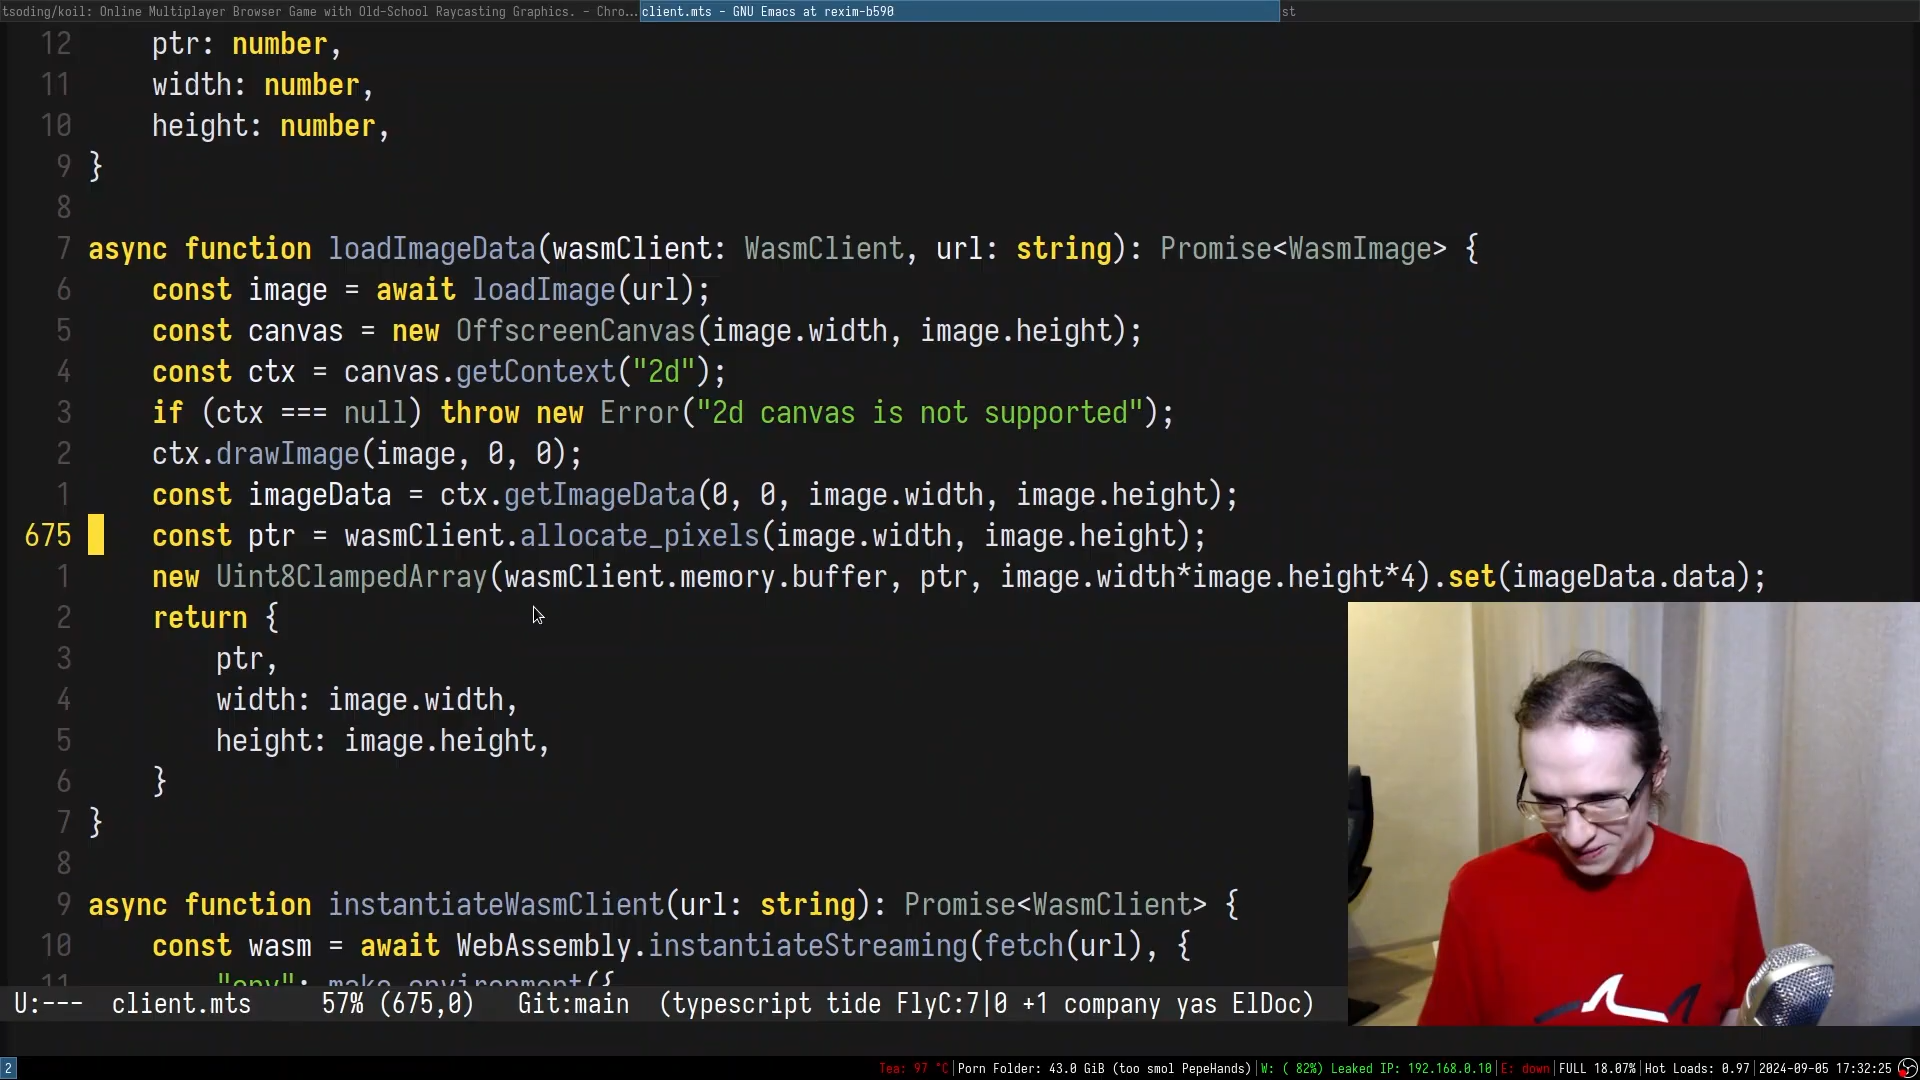 tsoding/koil: Online Multiplayer Browser Game with Old-School Raycasting Graphics. - Chro... client.mts - GNU Emacs at rexim-b590 st
12 ptr: number,
11 width: number,
10 height: number,
9 }
8
7 async function loadImageData(wasmClient: WasmClient, url: string): Promise<WasmImage> {
6 const image = await loadImage(url);
5 const canvas = new OffscreenCanvas(image.width, image.height);
4 const ctx = canvas.getContext("2d");
3 if (ctx === null) throw new Error("2d canvas is not supported");
2 ctx.drawImage(image, 0, 0);
1 const imageData = ctx.getImageData(0, 0, image.width, image.height);
675 const ptr = wasmClient.allocate_pixels(image.width, image.height);
1 new Uint8ClampedArray(wasmClient.memory.buffer, ptr, image.width*image.height*4).set(imageData.data);
2 return {
3 ptr,
4 width: image.width,
5 height: image.height,
6 }
7 }
8
9 async function instantiateWasmClient(url: string): Promise<WasmClient> {
10 const wasm = await WebAssembly.instantiateStreaming(fetch(url), {
11 "env": make_environment({
U:--- client.mts 57% (675,0) Git:main (typescript tide FlyC:7|0 +1 company yas ElDoc)
2 Tea: 97 °C|Porn Folder: 43.0 GiB (too smol PepeHands)|W: ( 82%) Leaked IP: 192.168.0.10|E: down|FULL 18.07%|Hot Loads: 0.97|2024-09-05 17:32:25